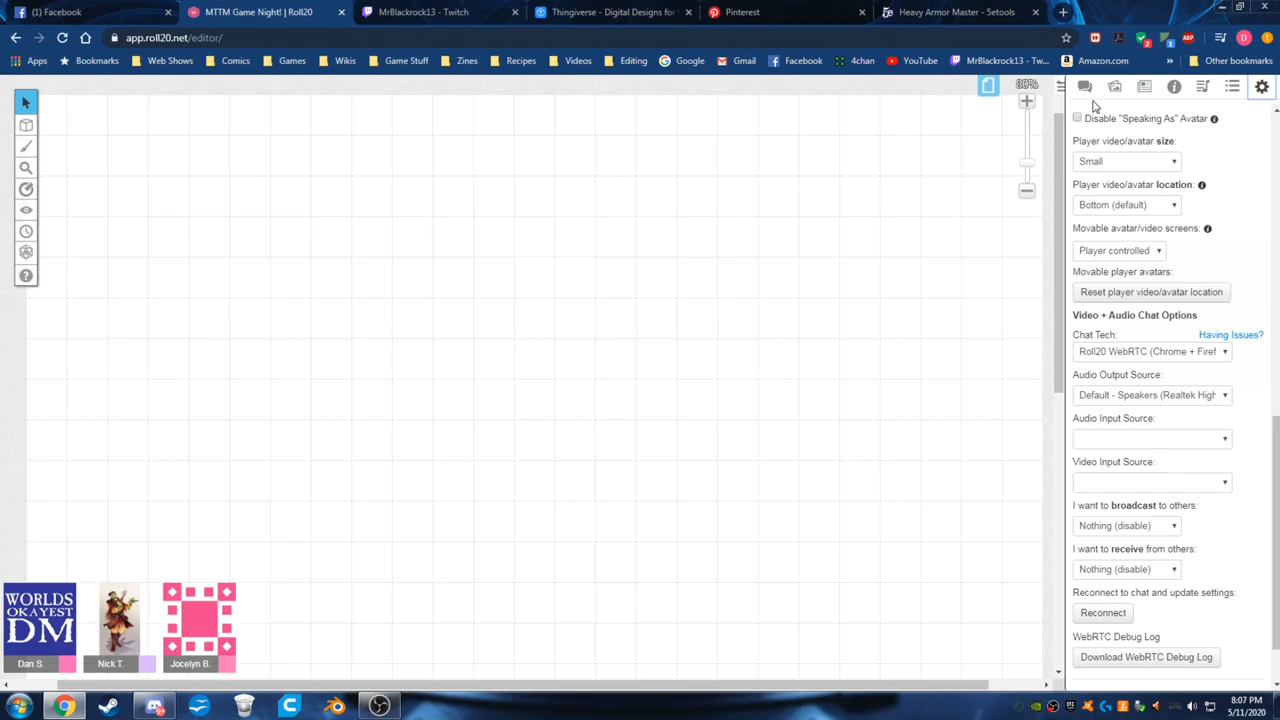 (1) Facebook
MTTM Game Night! | Roll20
MrBlackrock13 - Twitch
Thingiverse - Digital Designs for
Pinterest
Heavy Armor Master - 5etools
app.roll20.net/editor/
Apps
Bookmarks
Web Shows
Comics
Games
Wikis
Game Stuff
Zines
Recipes
Videos
Editing
Google
Gmail
Facebook
4chan
YouTube
MrBlackrock13 - Tw...
Amazon.com
»
Other bookmarks
88%
Disable "Speaking As" Avatar
Player video/avatar size:
Small
Player video/avatar location:
Bottom (default)
Movable avatar/video screens:
Player controlled
Movable player avatars:
Reset player video/avatar location
Video + Audio Chat Options
Chat Tech:
Having Issues?
Roll20 WebRTC (Chrome + Firef
Audio Output Source:
Default - Speakers (Realtek High
Audio Input Source:
Video Input Source:
I want to broadcast to others:
Nothing (disable)
I want to receive from others:
Nothing (disable)
Reconnect to chat and update settings:
Reconnect
WebRTC Debug Log
Download WebRTC Debug Log
WORLDS
OKAYEST
DM
Dan S.
Nick T.
Jocelyn B.
8:07 PM
5/11/2020